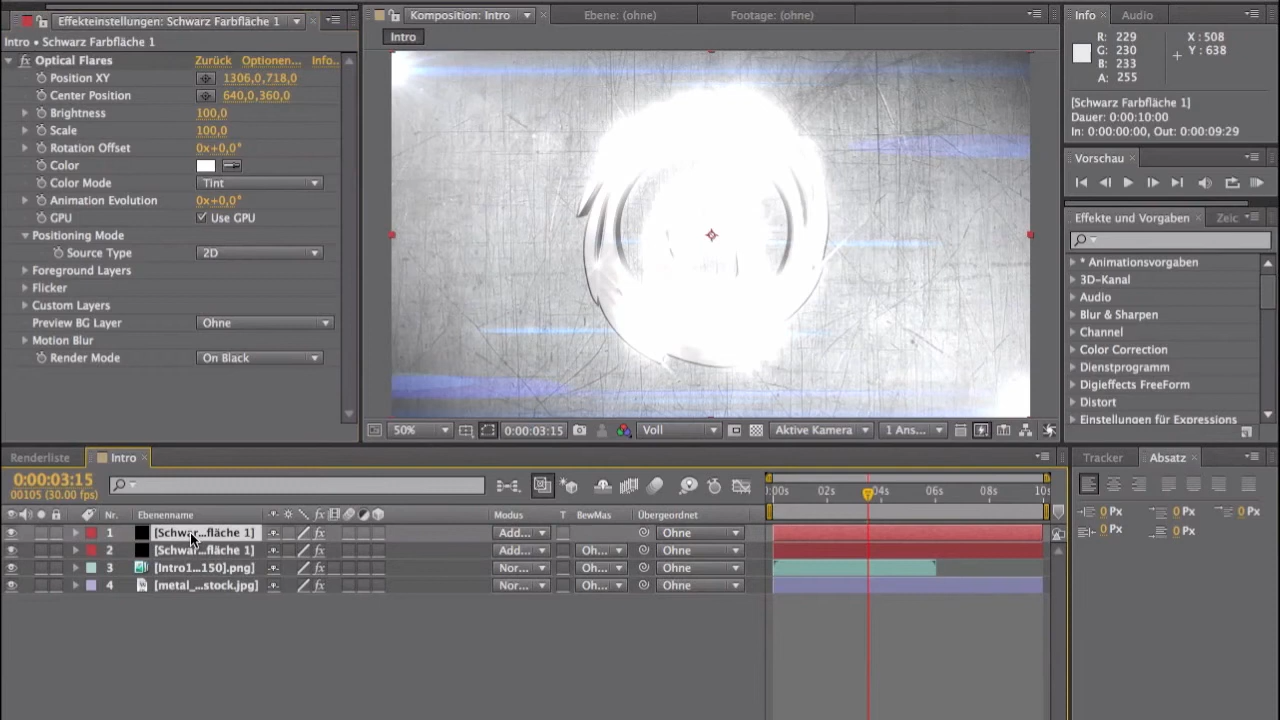 Effekteinstellungen: Schwarz Farbfläche 1
Komposition: Intro
Ebene: (ohne)
Footage: (ohne)
Info
Audio
Intro • Schwarz Farbfläche 1
Intro
fx Optical Flares Zurück Optionen... Info..
Position XY 1306,0,718,0
Center Position 640,0,360,0
Brightness 100,0
Scale 100,0
Rotation Offset 0x+0,0°
Color
Color Mode Tint
Animation Evolution 0x+0,0°
GPU Use GPU
Positioning Mode
Source Type 2D
Foreground Layers
Flicker
Custom Layers
Preview BG Layer Ohne
Motion Blur
Render Mode On Black
R: 229
G: 230
B: 233
A: 255
X: 508
Y: 638
[Schwarz Farbfläche 1]
Dauer: 0:00:10:00
In: 0:00:00:00, Out: 0:00:09:29
Vorschau
Effekte und Vorgaben
Zeic
* Animationsvorgaben
3D-Kanal
Audio
Blur & Sharpen
Channel
Color Correction
Dienstprogramm
Digieffects FreeForm
Distort
Einstellungen für Expressions
50% 0:00:03:15 Voll Aktive Kamera 1 Ans...
Renderliste
Intro
Tracker
Absatz
0:00:03:15
00105 (30.00 fps)
:00s 02s 04s 06s 08s 10s
Nr. Ebenenname fx Modus T BewMas Übergeordnet
1 [Schwar...fläche 1] fx Add... Ohne
2 [Schwar...fläche 1] fx Add... Oh... Ohne
3 [Intro1...150].png] Nor... Oh... Ohne
4 [metal_...stock.jpg] Nor... Oh... Ohne
0 Px 0 Px 0 Px
0 Px 0 Px